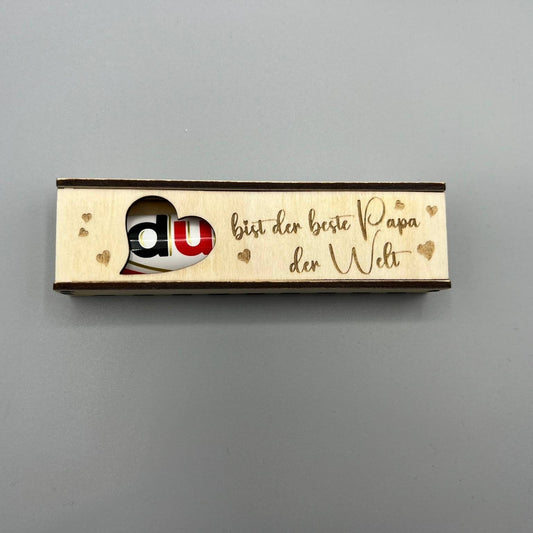 du
bist der beste Papa
der Welt